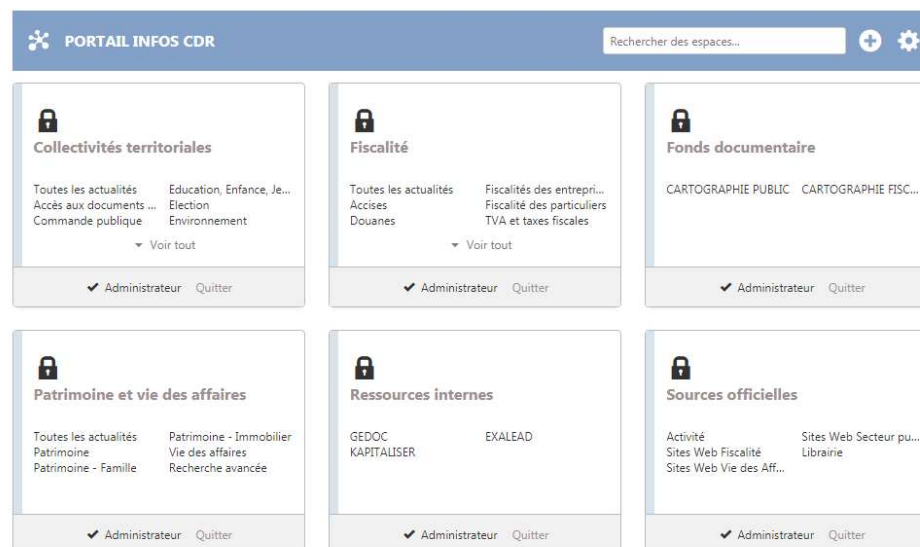 PORTAIL INFOS CDR
Rechercher des espaces...
Collectivités territoriales
Toutes les actualités
Education, Enfance, Je...
Accès aux documents ...
Election
Commande publique
Environnement
Voir tout
Administrateur Quitter
Fiscalité
Toutes les actualités
Fiscalités des entrepri...
Accises
Fiscalité des particuliers
Douanes
TVA et taxes fiscales
Voir tout
Administrateur Quitter
Fonds documentaire
CARTOGRAPHIE PUBLIC
CARTOGRAPHIE FISC...
Administrateur Quitter
Patrimoine et vie des affaires
Toutes les actualités
Patrimoine - Immobilier
Patrimoine
Vie des affaires
Patrimoine - Famille
Recherche avancée
Administrateur Quitter
Ressources internes
GEDOC
EXALEAD
KAPITALISER
Administrateur Quitter
Sources officielles
Activité
Sites Web Secteur pu...
Sites Web Fiscalité
Librairie
Sites Web Vie des Aff...
Administrateur Quitter